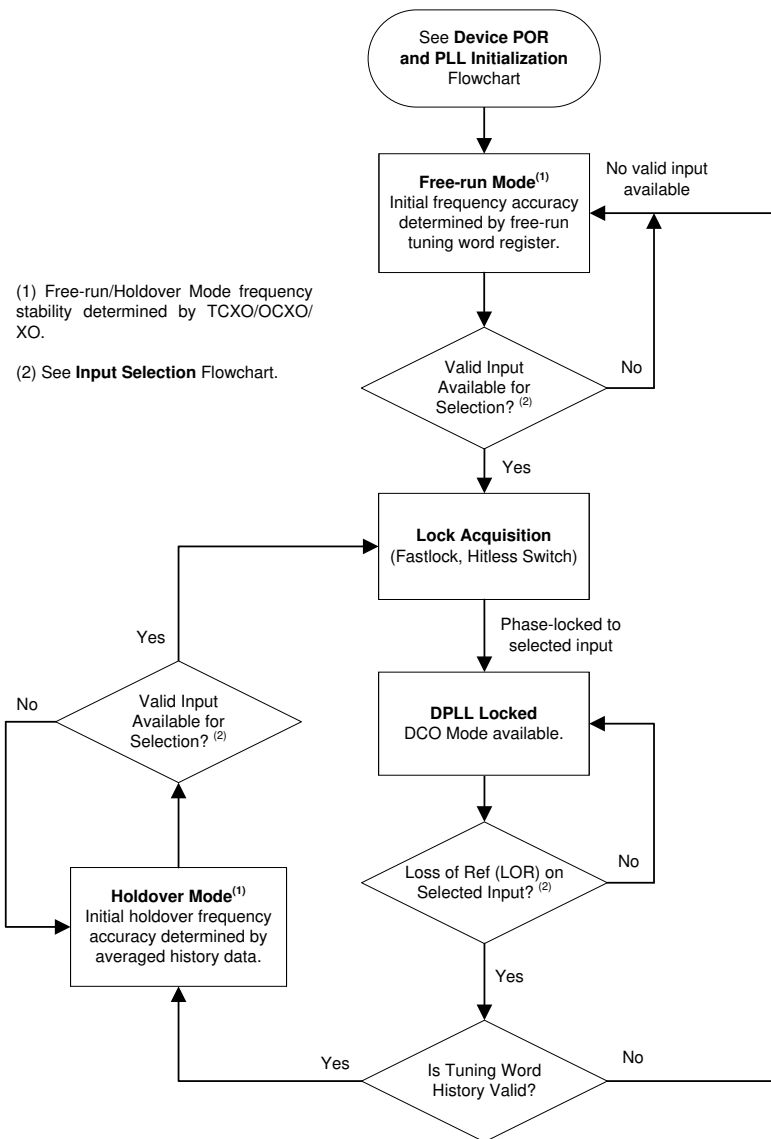 See Device POR
and PLL Initialization
Flowchart
Free-run Mode(1)
Initial frequency accuracy
determined by free-run
tuning word register.
No valid input
available
(1) Free-run/Holdover Mode frequency
stability determined by TCXO/OCXO/
XO.
(2) See Input Selection Flowchart.
Valid Input
Available for
Selection? (2)
No
Yes
Lock Acquisition
(Fastlock, Hitless Switch)
Phase-locked to
selected input
Yes
No
Valid Input
Available for
Selection? (2)
DPLL Locked
DCO Mode available.
Loss of Ref (LOR) on
Selected Input? (2)
No
Holdover Mode(1)
Initial holdover frequency
accuracy determined by
averaged history data.
Yes
Yes
Is Tuning Word
History Valid?
No